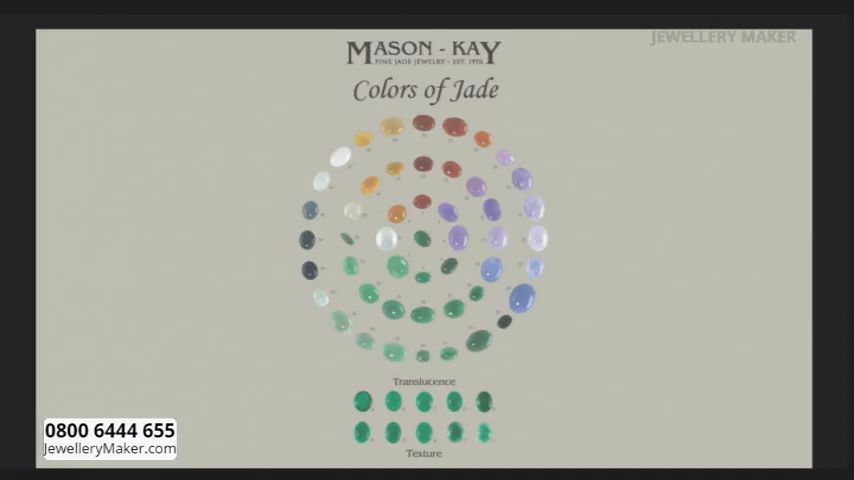 JEWELLERY MAKER
MASON - KAY
FINE JADE JEWELRY - EST. 1976
Colors of Jade
Translucence
Texture
0800 6444 655
JewelleryMaker.com